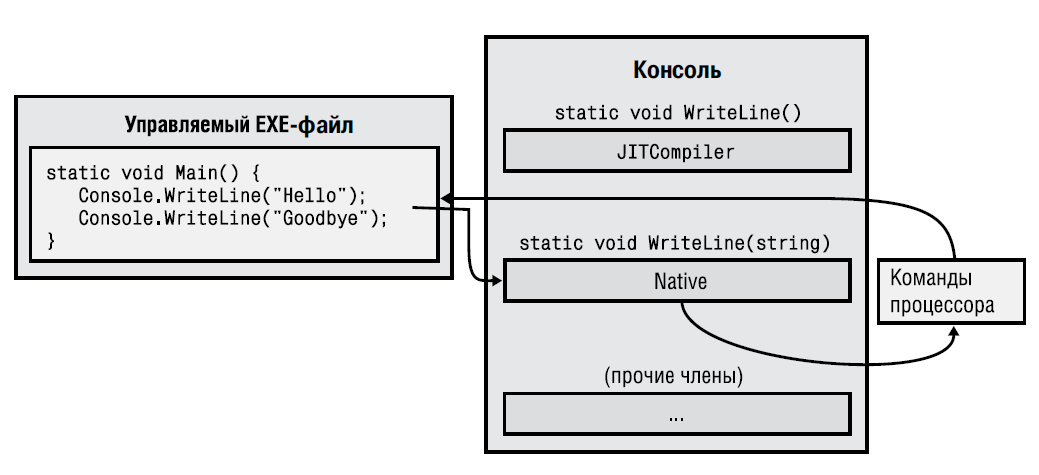 Управляемый EXE-файл
static void Main() {
   Console.WriteLine("Hello");
   Console.WriteLine("Goodbye");
}
Консоль
static void WriteLine()
JITCompiler
static void WriteLine(string)
Native
(прочие члены)
...
Команды
процессора